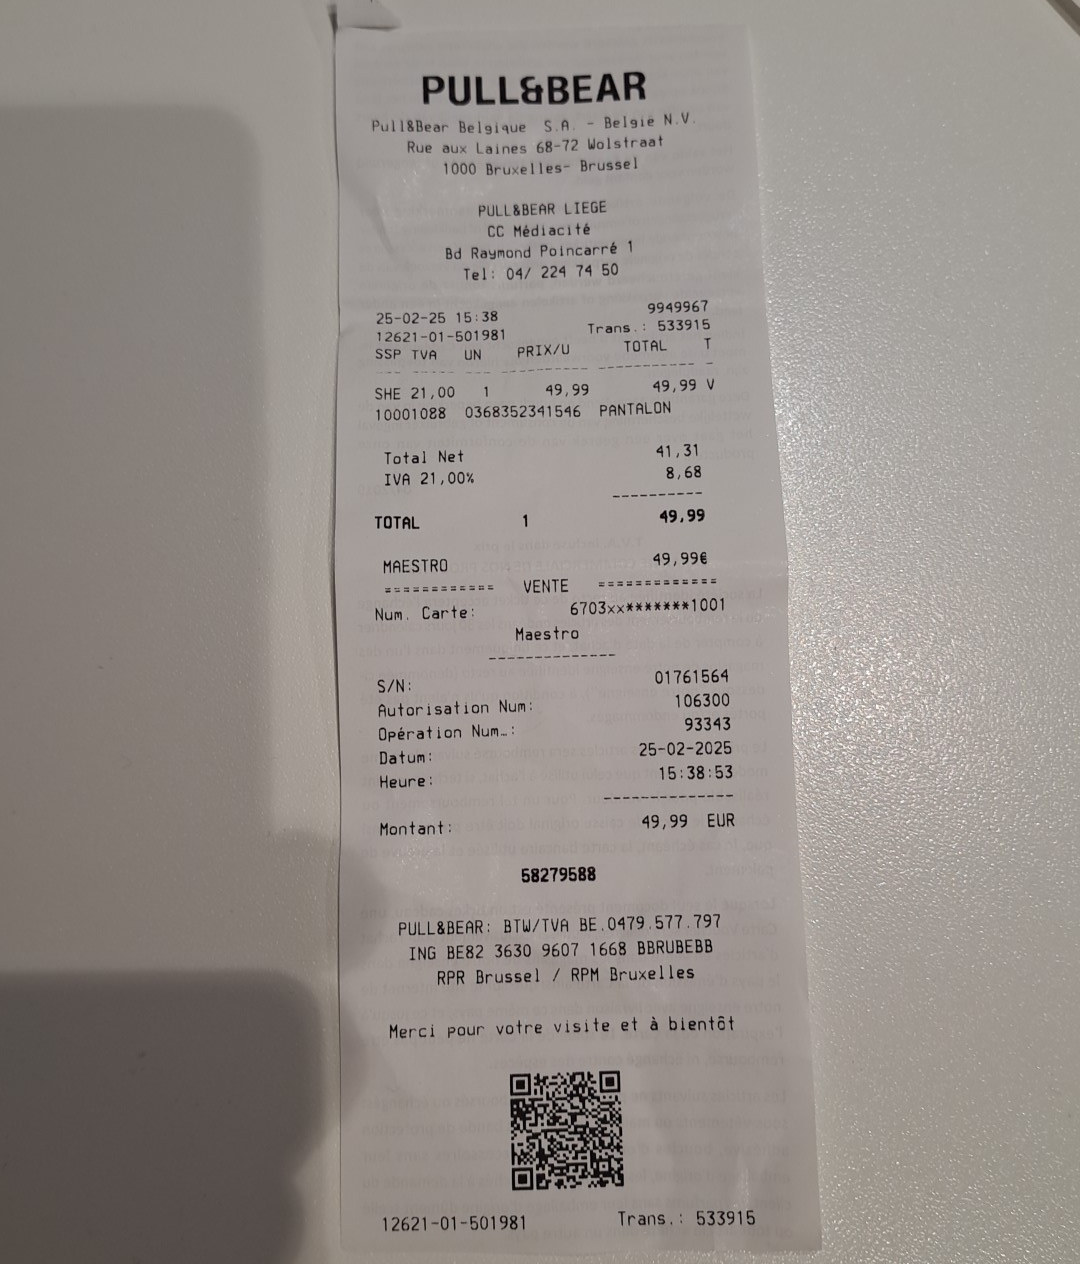 PULL&BEAR
Pull&Bear Belgique S.A. - Belgïe N.V.
Rue aux Laines 68-72 Wolstraat
1000 Bruxelles- Brussel
PULL&BEAR LIEGE
CC Médiacité
Bd Raymond Poincarré 1
Tel: 04/ 224 74 50
25-02-25 15:38 9949967
12621-01-501981 Trans.: 533915
SSP TVA UN PRIX/U TOTAL T
--- ----- --- ---------- ----------- -
SHE 21,00 1 49,99 49,99 V
10001088 0368352341546 PANTALON
Total Net 41,31
IVA 21,00% 8,68
----------
TOTAL 1 49,99
MAESTRO 49,99€
============ VENTE =============
Num. Carte: 6703xx*******1001
Maestro
-------------
S/N: 01761564
Autorisation Num: 106300
Opération Num…: 93343
Datum: 25-02-2025
Heure: 15:38:53
--------------
Montant: 49,99 EUR
58279588
PULL&BEAR: BTW/TVA BE.0479.577.797
ING BE82 3630 9607 1668 BBRUBEBB
RPR Brussel / RPM Bruxelles
Merci pour votre visite et à bientôt
12621-01-501981 Trans.: 533915